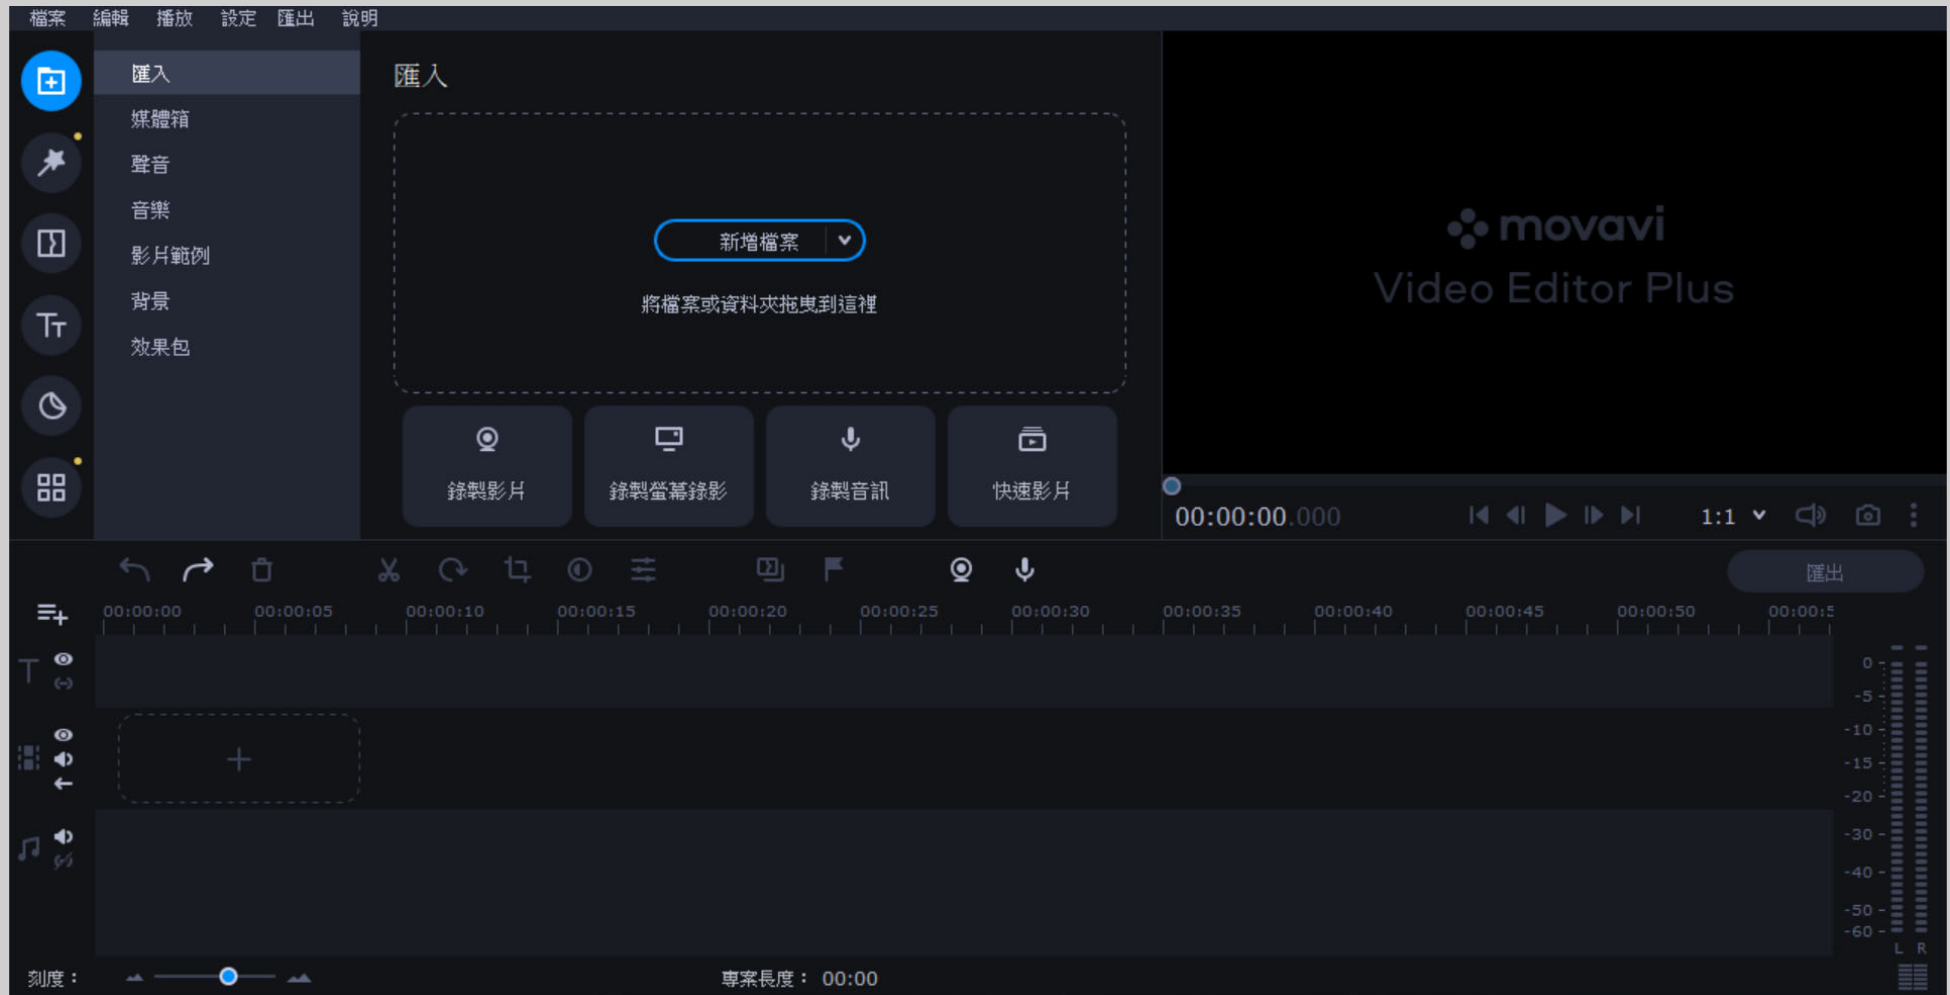 檔案 編輯 播放 設定 匯出 說明
匯入
媒體箱
聲音
音樂
影片範例
背景
效果包
匯入
新增檔案
將檔案或資料夾拖曳到這裡
錄製影片 錄製螢幕錄影 錄製音訊 快速影片
movavi
Video Editor Plus
00:00:00.000 1:1
匯出
00:00:00 00:00:05 00:00:10 00:00:15 00:00:20 00:00:25 00:00:30 00:00:35 00:00:40 00:00:45 00:00:50 00:00:5
0
-5
-10
-15
-20
-30
-40
-50
-60
L R
刻度： 專案長度： 00:00